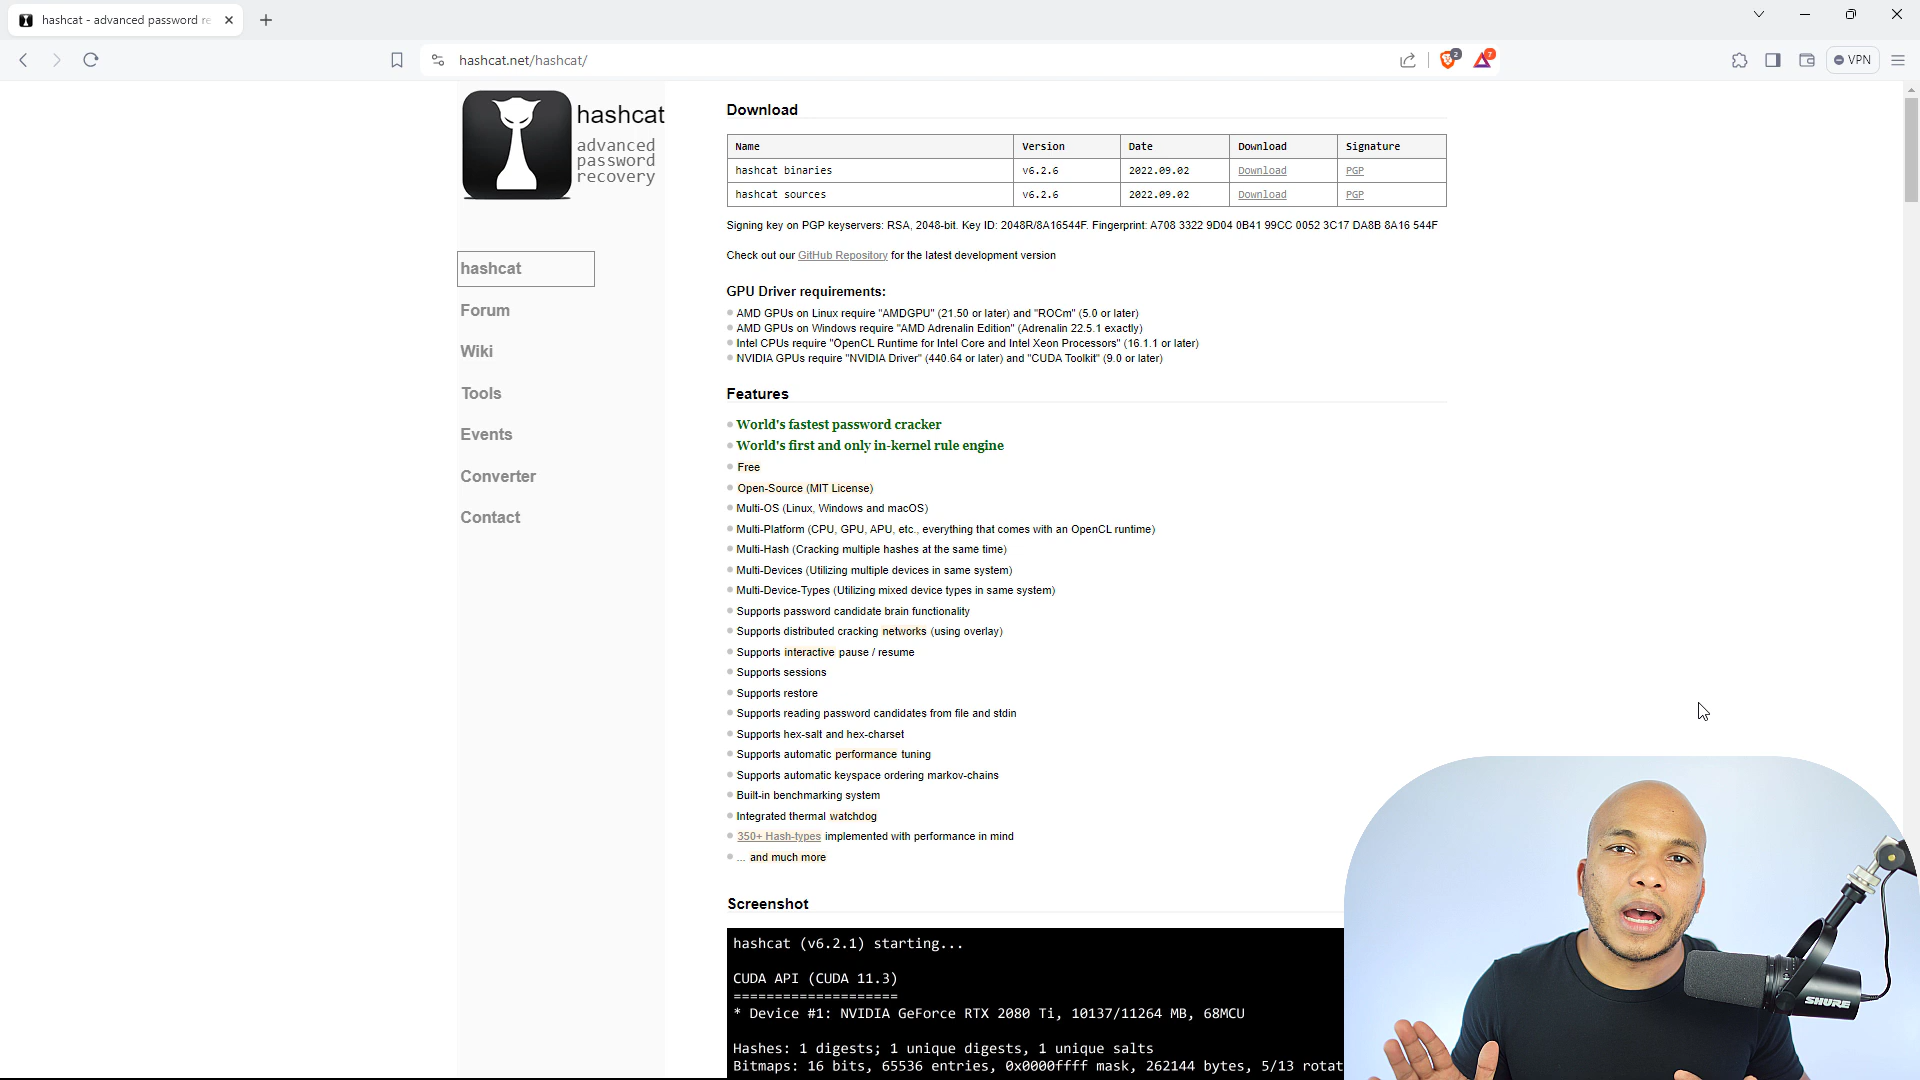 hashcat - advanced password re
hashcat.net/hashcat/
2
7
VPN
hashcat
advanced
password
recovery
hashcat
Forum
Wiki
Tools
Events
Converter
Contact
Download
Name Version Date Download Signature
hashcat binaries v6.2.6 2022.09.02 Download PGP
hashcat sources v6.2.6 2022.09.02 Download PGP
Signing key on PGP keyservers: RSA, 2048-bit. Key ID: 2048R/8A16544F. Fingerprint: A708 3322 9D04 0B41 99CC 0052 3C17 DA8B 8A16 544F
Check out our GitHub Repository for the latest development version
GPU Driver requirements:
AMD GPUs on Linux require "AMDGPU" (21.50 or later) and "ROCm" (5.0 or later)
AMD GPUs on Windows require "AMD Adrenalin Edition" (Adrenalin 22.5.1 exactly)
Intel CPUs require "OpenCL Runtime for Intel Core and Intel Xeon Processors" (16.1.1 or later)
NVIDIA GPUs require "NVIDIA Driver" (440.64 or later) and "CUDA Toolkit" (9.0 or later)
Features
World's fastest password cracker
World's first and only in-kernel rule engine
Free
Open-Source (MIT License)
Multi-OS (Linux, Windows and macOS)
Multi-Platform (CPU, GPU, APU, etc., everything that comes with an OpenCL runtime)
Multi-Hash (Cracking multiple hashes at the same time)
Multi-Devices (Utilizing multiple devices in same system)
Multi-Device-Types (Utilizing mixed device types in same system)
Supports password candidate brain functionality
Supports distributed cracking networks (using overlay)
Supports interactive pause / resume
Supports sessions
Supports restore
Supports reading password candidates from file and stdin
Supports hex-salt and hex-charset
Supports automatic performance tuning
Supports automatic keyspace ordering markov-chains
Built-in benchmarking system
Integrated thermal watchdog
350+ Hash-types implemented with performance in mind
... and much more
Screenshot
hashcat (v6.2.1) starting...
CUDA API (CUDA 11.3)
====================
* Device #1: NVIDIA GeForce RTX 2080 Ti, 10137/11264 MB, 68MCU
Hashes: 1 digests; 1 unique digests, 1 unique salts
Bitmaps: 16 bits, 65536 entries, 0x0000ffff mask, 262144 bytes, 5/13 rotat
SHURE